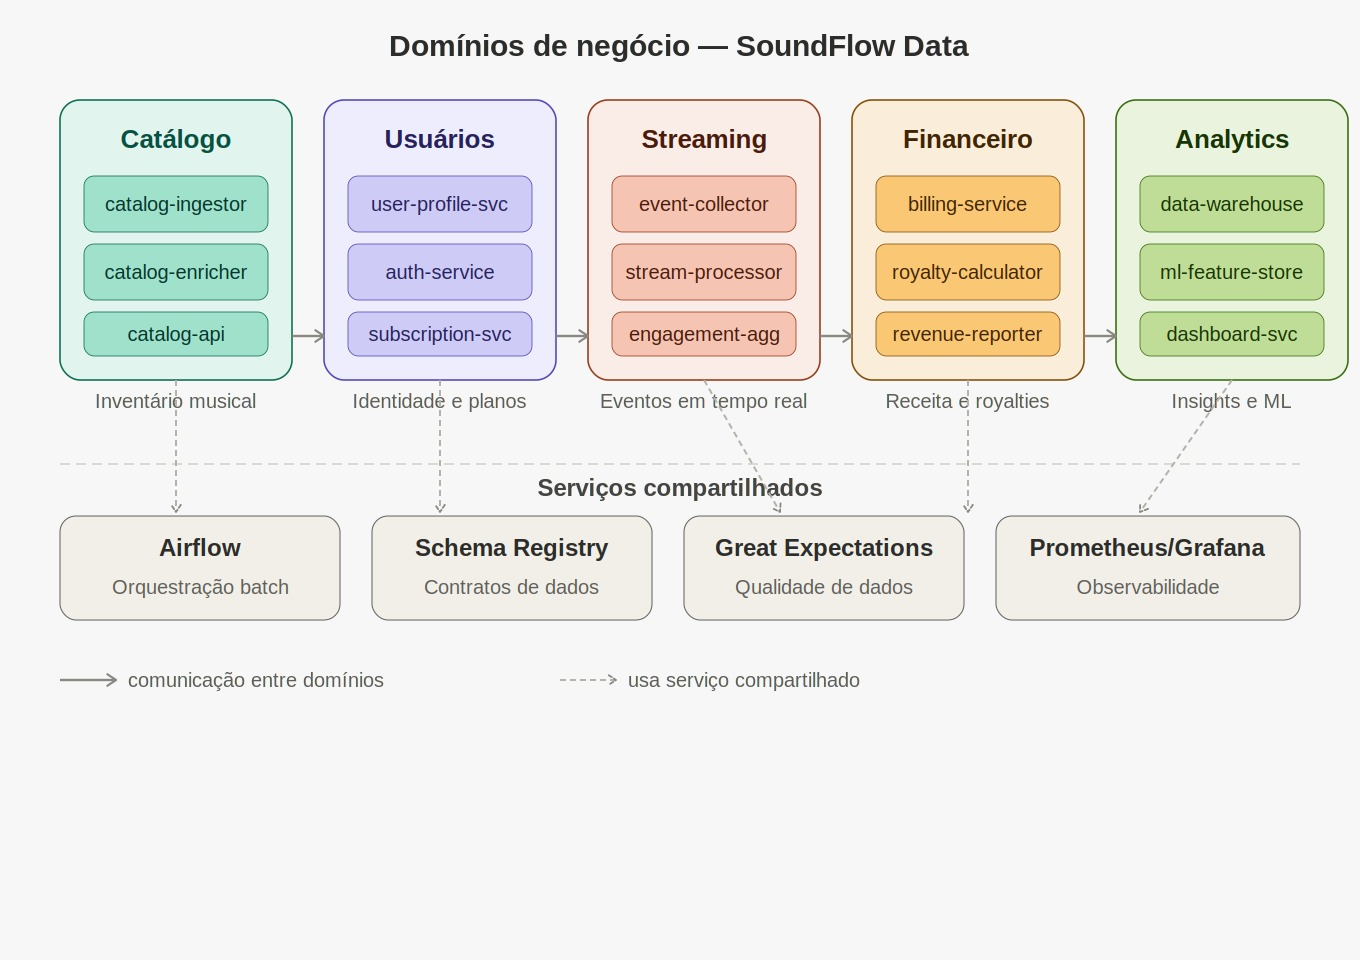 Domínios de negócio — SoundFlow Data
Catálogo
catalog-ingestor
catalog-enricher
catalog-api
Inventário musical
Usuários
user-profile-svc
auth-service
subscription-svc
Identidade e planos
Streaming
event-collector
stream-processor
engagement-agg
Eventos em tempo real
Financeiro
billing-service
royalty-calculator
revenue-reporter
Receita e royalties
Analytics
data-warehouse
ml-feature-store
dashboard-svc
Insights e ML
Serviços compartilhados
Airflow
Orquestração batch
Schema Registry
Contratos de dados
Great Expectations
Qualidade de dados
Prometheus/Grafana
Observabilidade
comunicação entre domínios
usa serviço compartilhado